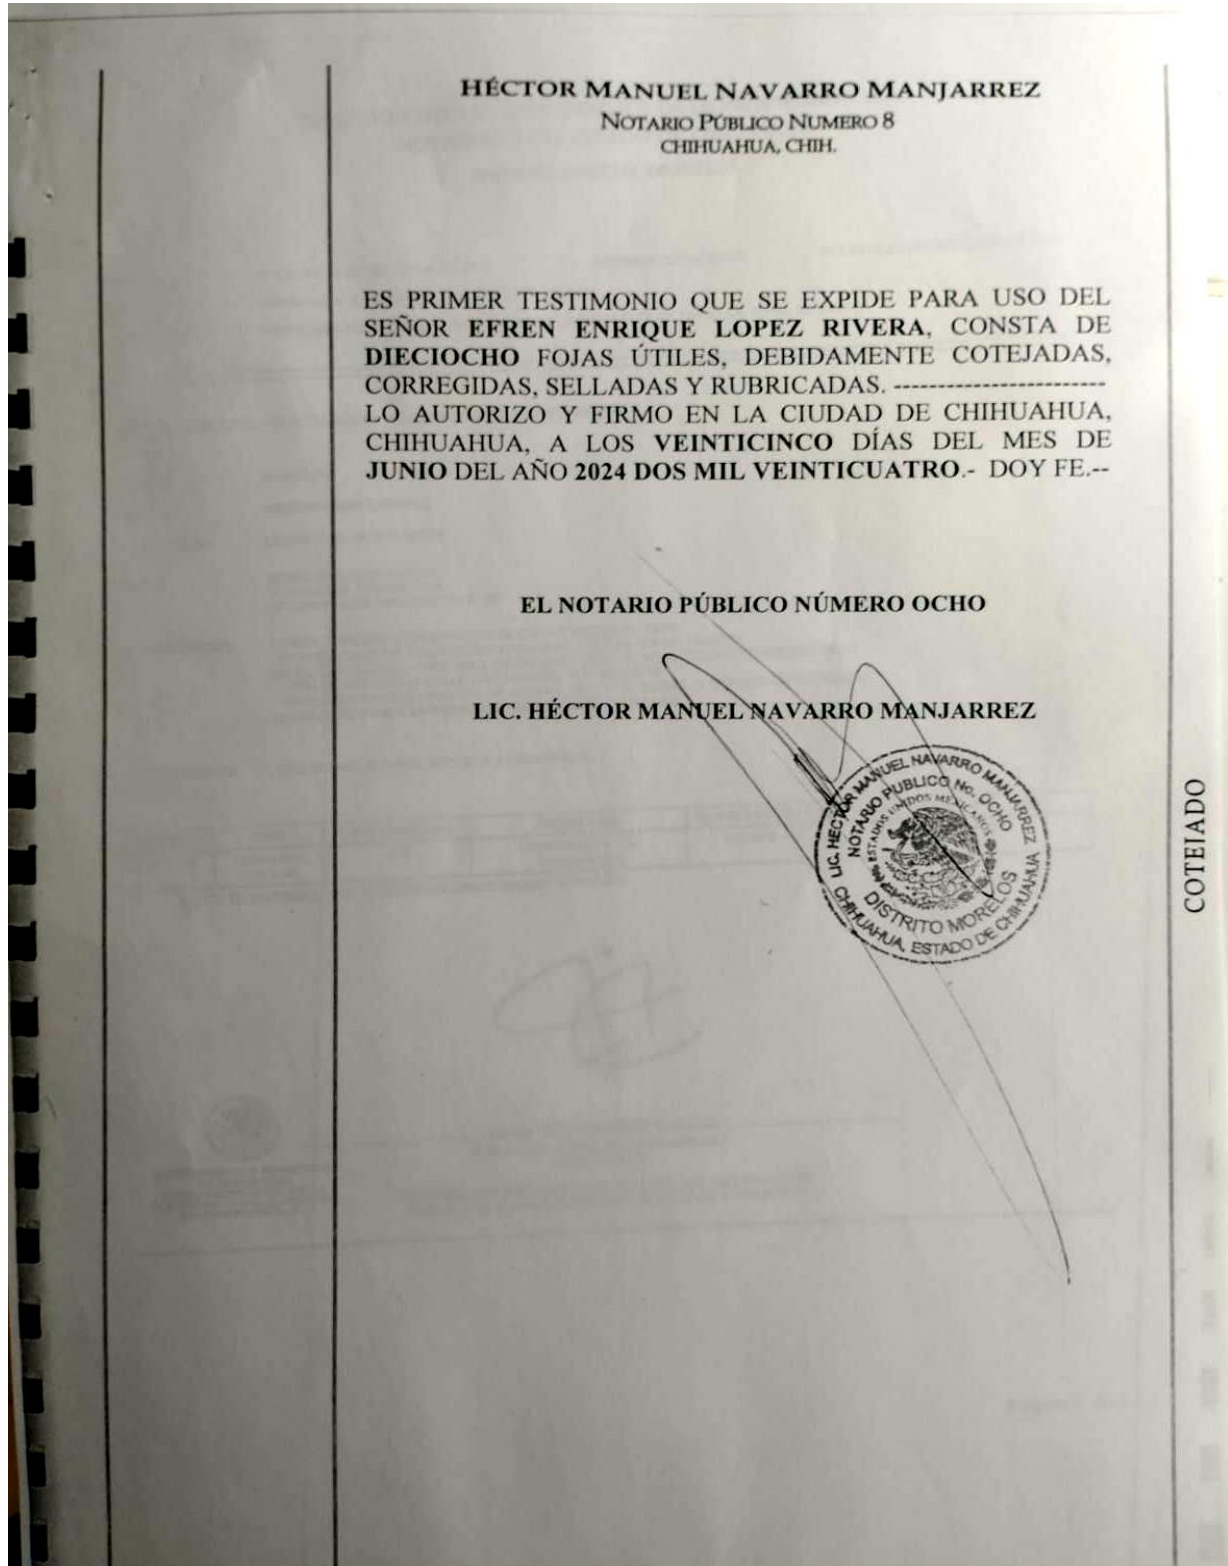 HÉCTOR MANUEL NAVARRO MANJARREZ
NOTARIO PÚBLICO NUMERO 8
CHIHUAHUA, CHIH.
ES PRIMER TESTIMONIO QUE SE EXPIDE PARA USO DEL
SEÑOR EFREN ENRIQUE LOPEZ RIVERA, CONSTA DE
DIECIOCHO FOJAS ÚTILES, DEBIDAMENTE COTEJADAS,
CORREGIDAS, SELLADAS Y RUBRICADAS. -----------------------
LO AUTORIZO Y FIRMO EN LA CIUDAD DE CHIHUAHUA,
CHIHUAHUA, A LOS VEINTICINCO DÍAS DEL MES DE
JUNIO DEL AÑO 2024 DOS MIL VEINTICUATRO.- DOY FE.--
EL NOTARIO PÚBLICO NÚMERO OCHO
LIC. HÉCTOR MANUEL NAVARRO MANJARREZ
LIC. HECTOR MANUEL NAVARRO MANJARREZ
NOTARIO PUBLICO No. OCHO
ESTADOS UNIDOS MEXICANOS
DISTRITO MORELOS
CHIHUAHUA, ESTADO DE CHIHUAHUA
COTEJADO